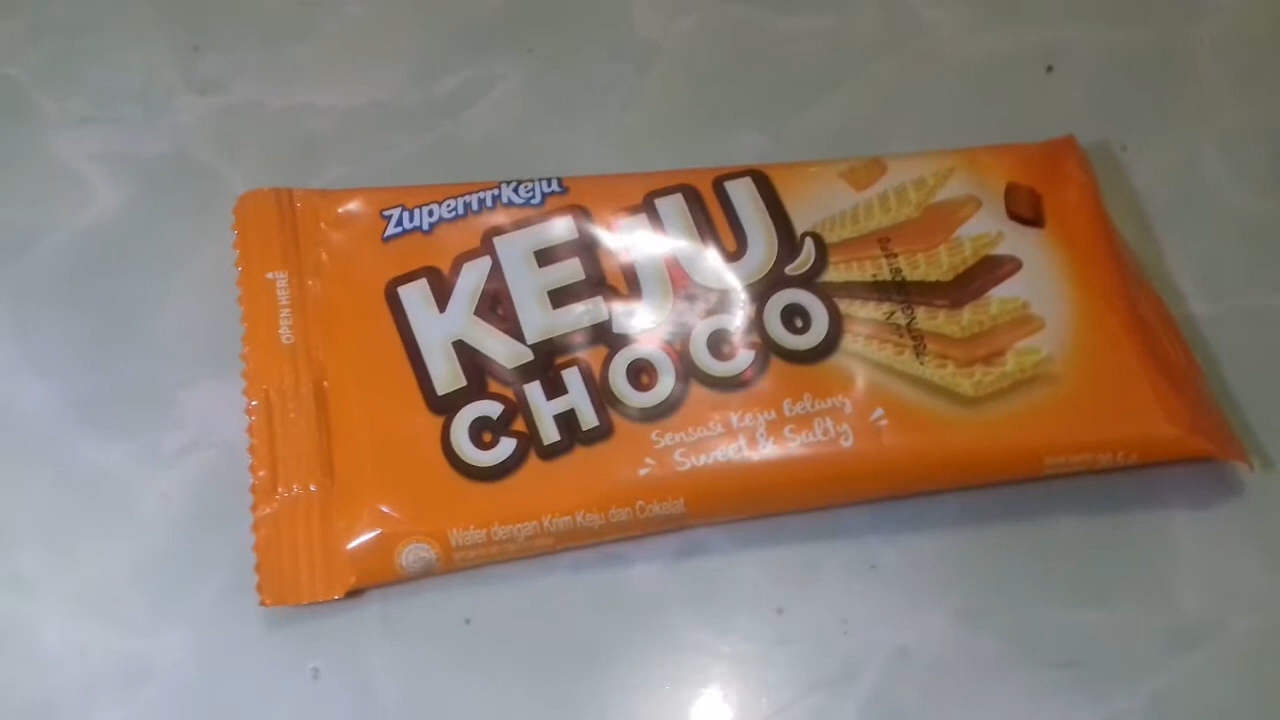 ZuperrrKeju
KEJU
CHOCO
Sensasi Keju Belang
Sweet & Salty
Wafer dengan Krim Keju dan Cokelat
OPEN HERE